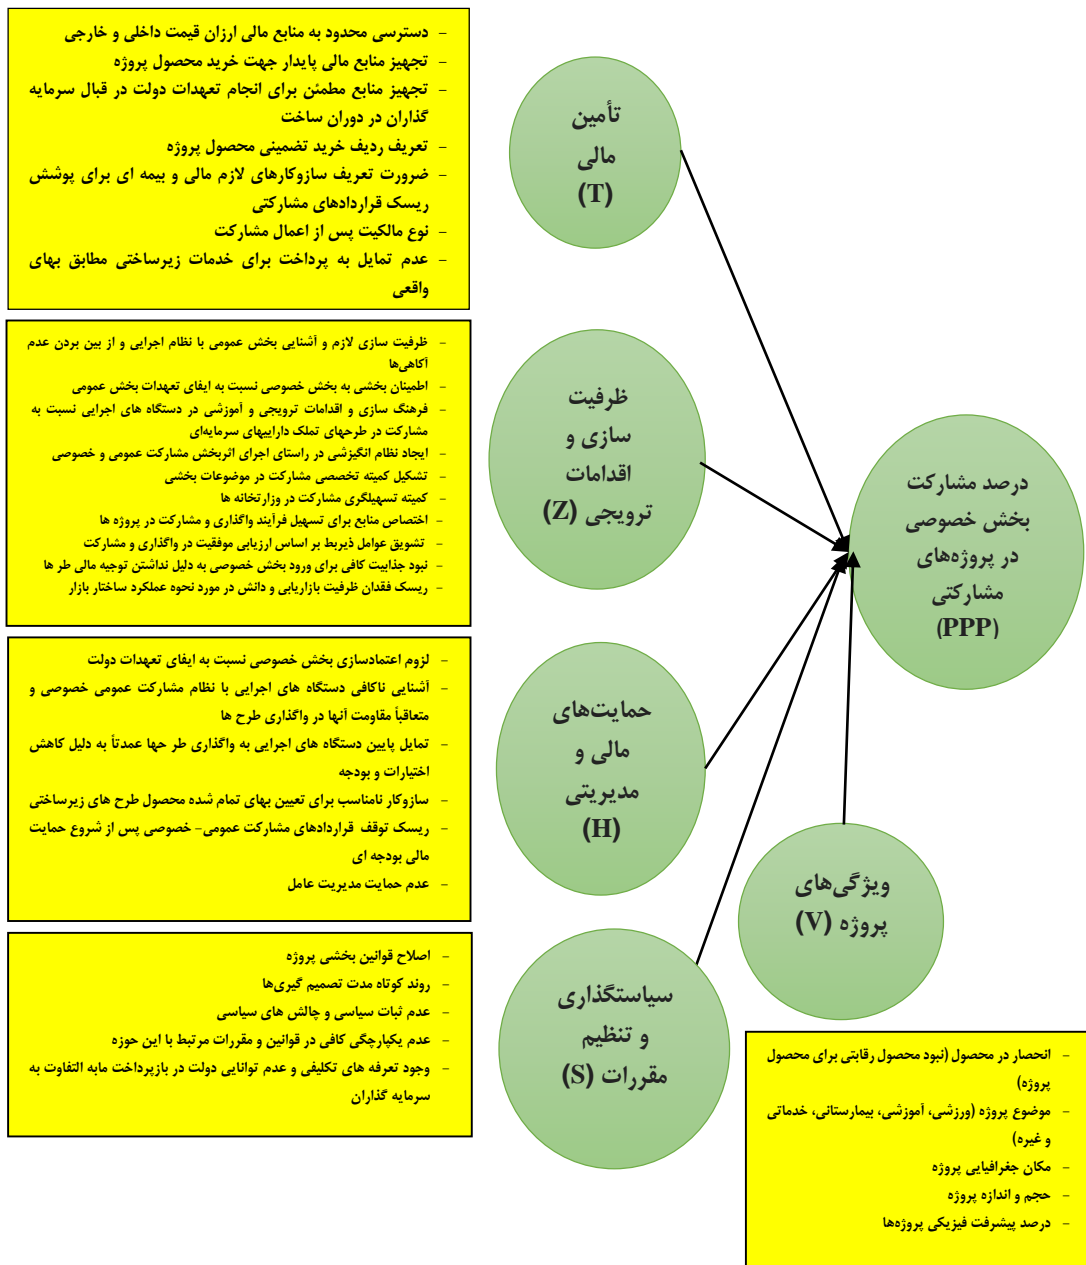 - دسترسی محدود به منابع مالی ارزان قیمت داخلی و خارجی
- تجهیز منابع مالی پایدار جهت خرید محصول پروژه
- تجهیز منابع مطمئن برای انجام تعهدات دولت در قبال سرمایه
گذاران در دوران ساخت
- تعریف ردیف خرید تضمینی محصول پروژه
- ضرورت تعریف سازوکارهای لازم مالی و بیمه ای برای پوشش
ریسک قراردادهای مشارکتی
- نوع مالکیت پس از اعمال مشارکت
- عدم تمایل به پرداخت برای خدمات زیرساختی مطابق بهای
واقعی
تأمین
مالی
(T)
- ظرفیت سازی لازم و آشنایی بخش عمومی با نظام اجرایی و از بین بردن عدم
آکاهی‌ها
- اطمینان بخشی به بخش خصوصی نسبت به ایفای تعهدات بخش عمومی
- فرهنگ سازی و اقدامات ترویجی و آموزشی در دستگاه های اجرایی نسبت به
مشارکت در طرحهای تملک داراییهای سرمایه‌ای
- ایجاد نظام انگیزشی در راستای اجرای اثربخش مشارکت عمومی و خصوصی
- تشکیل کمیته تخصصی مشارکت در موضوعات بخشی
- کمیته تسهیلگری مشارکت در وزارتخانه ها
- اختصاص منابع برای تسهیل فرآیند واگذاری و مشارکت در پروژه ها
- تشویق عوامل ذیربط بر اساس ارزیابی موفقیت در واگذاری و مشارکت
- نبود جذابیت کافی برای ورود بخش خصوصی به دلیل نداشتن توجیه مالی طر ها
- ریسک فقدان ظرفیت بازاریابی و دانش در مورد نحوه عملکرد ساختار بازار
ظرفیت
سازی و
اقدامات
ترویجی (Z)
درصد مشارکت
بخش خصوصی
در پروژه‌های
مشارکتی
(PPP)
- لزوم اعتمادسازی بخش خصوصی نسبت به ایفای تعهدات دولت
- آشنایی ناکافی دستگاه های اجرایی با نظام مشارکت عمومی خصوصی و
متعاقباً مقاومت آنها در واگذاری طرح ها
- تمایل پایین دستگاه های اجرایی به واگذاری طر حها عمدتاً به دلیل کاهش
اختیارات و بودجه
- سازوکار نامناسب برای تعیین بهای تمام شده محصول طرح های زیرساختی
- ریسک توقف قراردادهای مشارکت عمومی- خصوصی پس از شروع حمایت
مالی بودجه ای
- عدم حمایت مدیریت عامل
حمایت‌های
مالی و
مدیریتی
(H)
ویژگی‌های
پروژه (V)
- اصلاح قوانین بخشی پروژه
- روند کوتاه مدت تصمیم گیری‌ها
- عدم ثبات سیاسی و چالش های سیاسی
- عدم یکپارچگی کافی در قوانین و مقررات مرتبط با این حوزه
- وجود تعرفه های تکلیفی و عدم توانایی دولت در بازپرداخت مابه التفاوت به
سرمایه گذاران
سیاستگذاری
و تنظیم
مقررات (S)
- انحصار در محصول (نبود محصول رقابتی برای محصول
پروژه)
- موضوع پروژه (ورزشی، آموزشی، بیمارستانی، خدماتی
و غیره)
- مکان جغرافیایی پروژه
- حجم و اندازه پروژه
- درصد پیشرفت فیزیکی پروژه‌ها